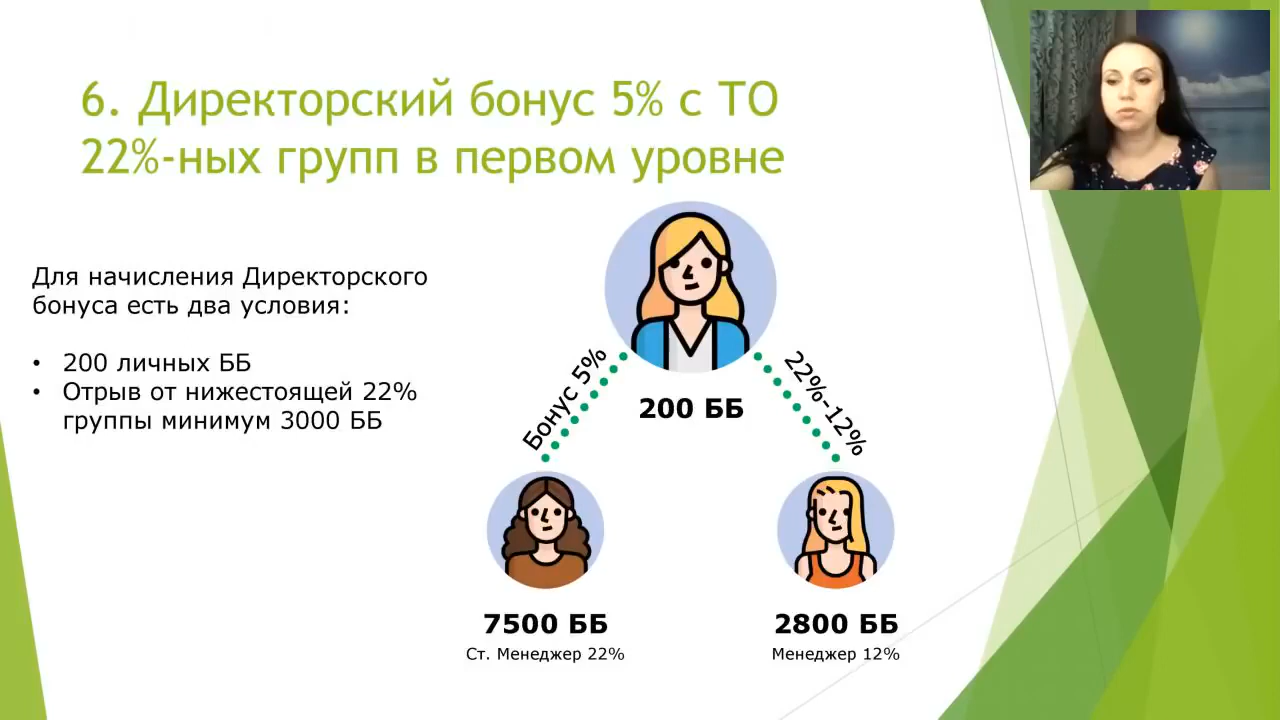 6. Директорский бонус 5% с ТО
22%-ных групп в первом уровне
Для начисления Директорского
бонуса есть два условия:
• 200 личных ББ
• Отрыв от нижестоящей 22%
группы минимум 3000 ББ
Бонус 5%
22%-12%
200 ББ
7500 ББ
Ст. Менеджер 22%
2800 ББ
Менеджер 12%